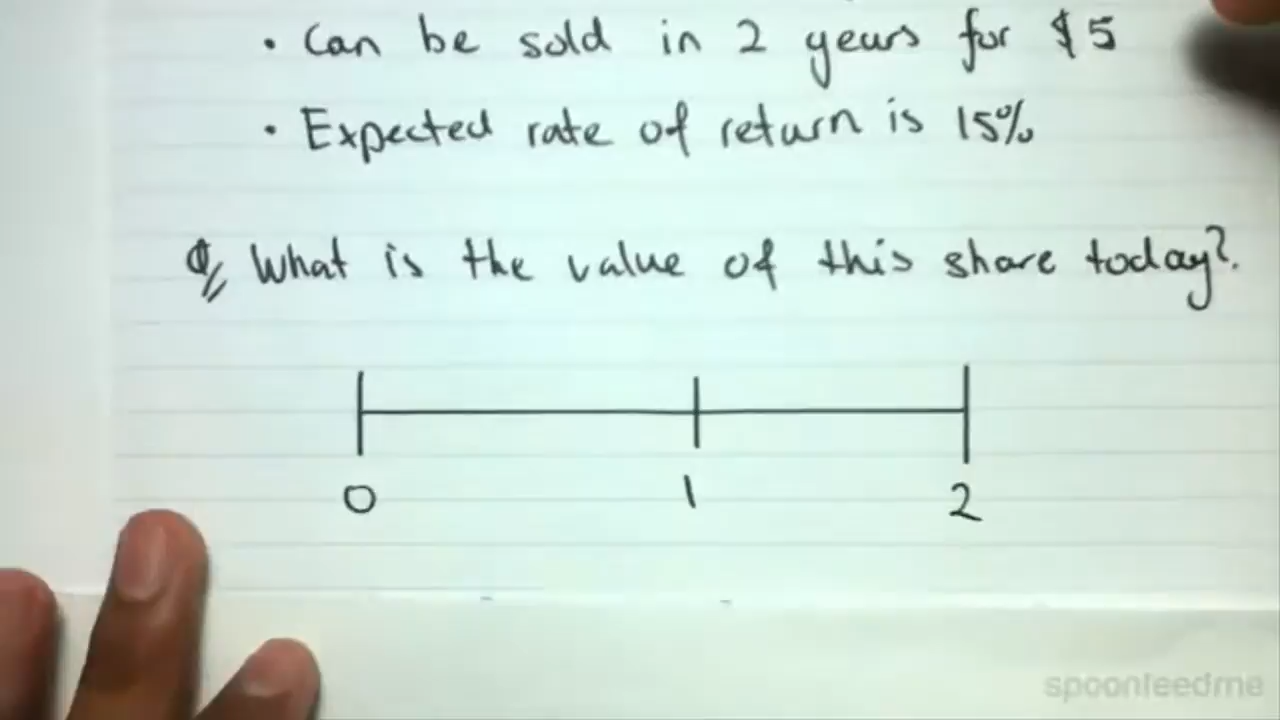 • Can be sold in 2 years for $5
• Expected rate of return is 15%
Q, What is the value of this share today?
0 1 2
spoonfeedme